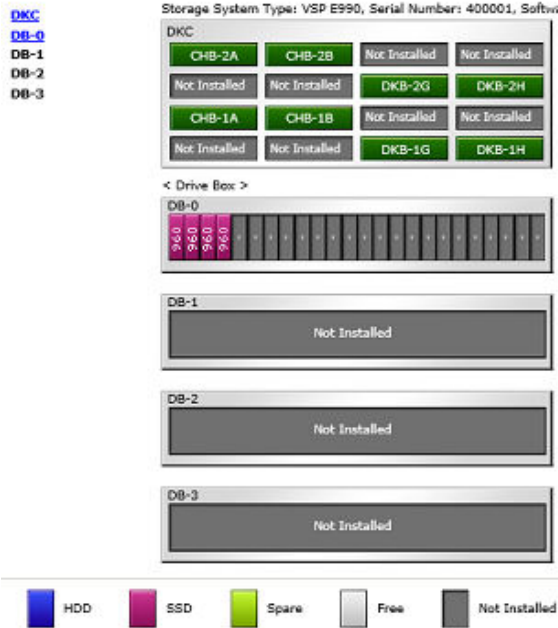 DKC
DB-0
DB-1
DB-2
DB-3
Storage System Type: VSP E990, Serial Number: 400001, Softwa
DKC
CHB-2A CHB-2B Not Installed Not Installed
Not Installed Not Installed DKB-2G DKB-2H
CHB-1A CHB-1B Not Installed Not Installed
Not Installed Not Installed DKB-1G DKB-1H
< Drive Box >
DB-0
960 960 960 960
DB-1
Not Installed
DB-2
Not Installed
DB-3
Not Installed
HDD SSD Spare Free Not Installed